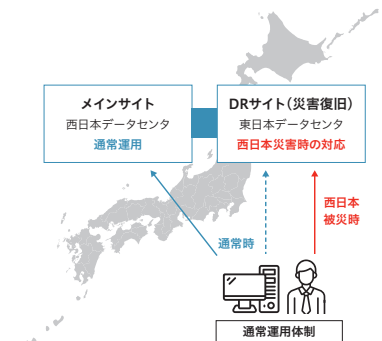 メインサイト
西日本データセンタ
通常運用
DRサイト（災害復旧）
東日本データセンタ
西日本災害時の対応
通常時
西日本
被災時
通常運用体制